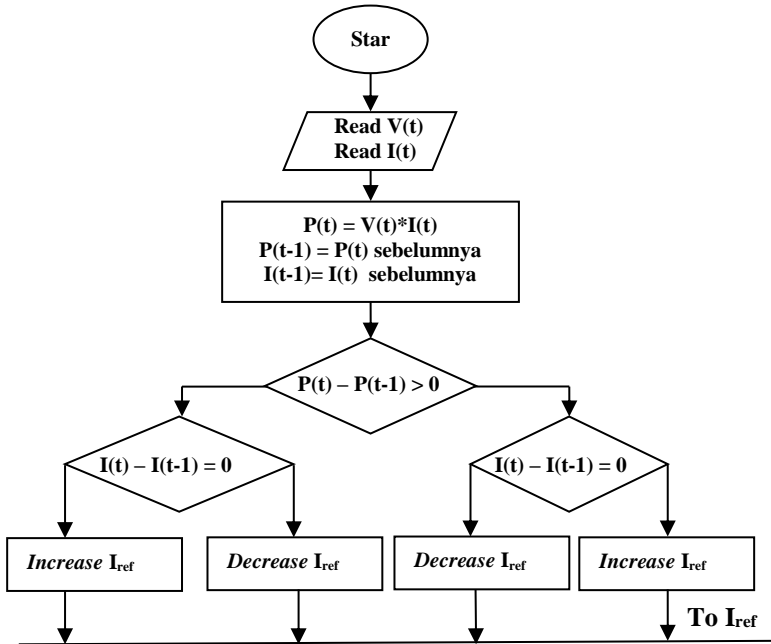 Star
Read V(t)
Read I(t)
P(t) = V(t)*I(t)
P(t-1) = P(t) sebelumnya
I(t-1)= I(t) sebelumnya
P(t) – P(t-1) > 0
I(t) – I(t-1) = 0
I(t) – I(t-1) = 0
Increase Iref
Decrease Iref
Decrease Iref
Increase Iref
To Iref